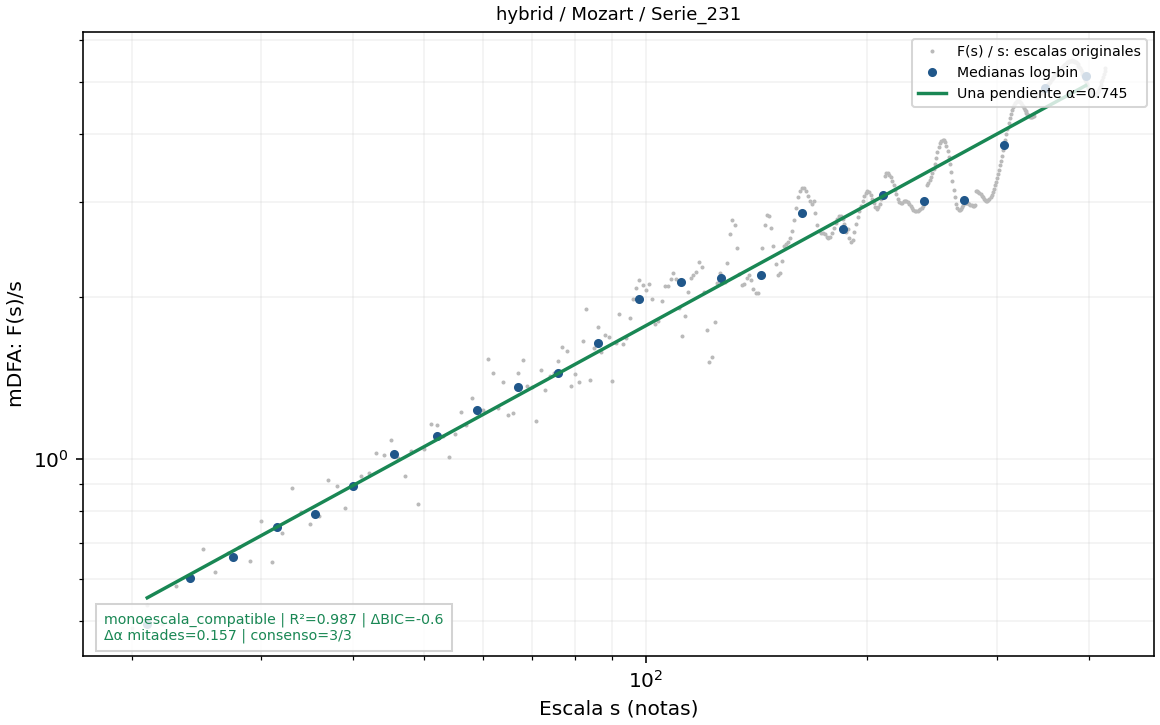 hybrid / Mozart / Serie_231
F(s) / s: escalas originales
Medianas log-bin
Una pendiente α=0.745
mDFA: F(s)/s
10⁰
monoescala_compatible | R²=0.987 | ΔBIC=-0.6
Δα mitades=0.157 | consenso=3/3
10²
Escala s (notas)